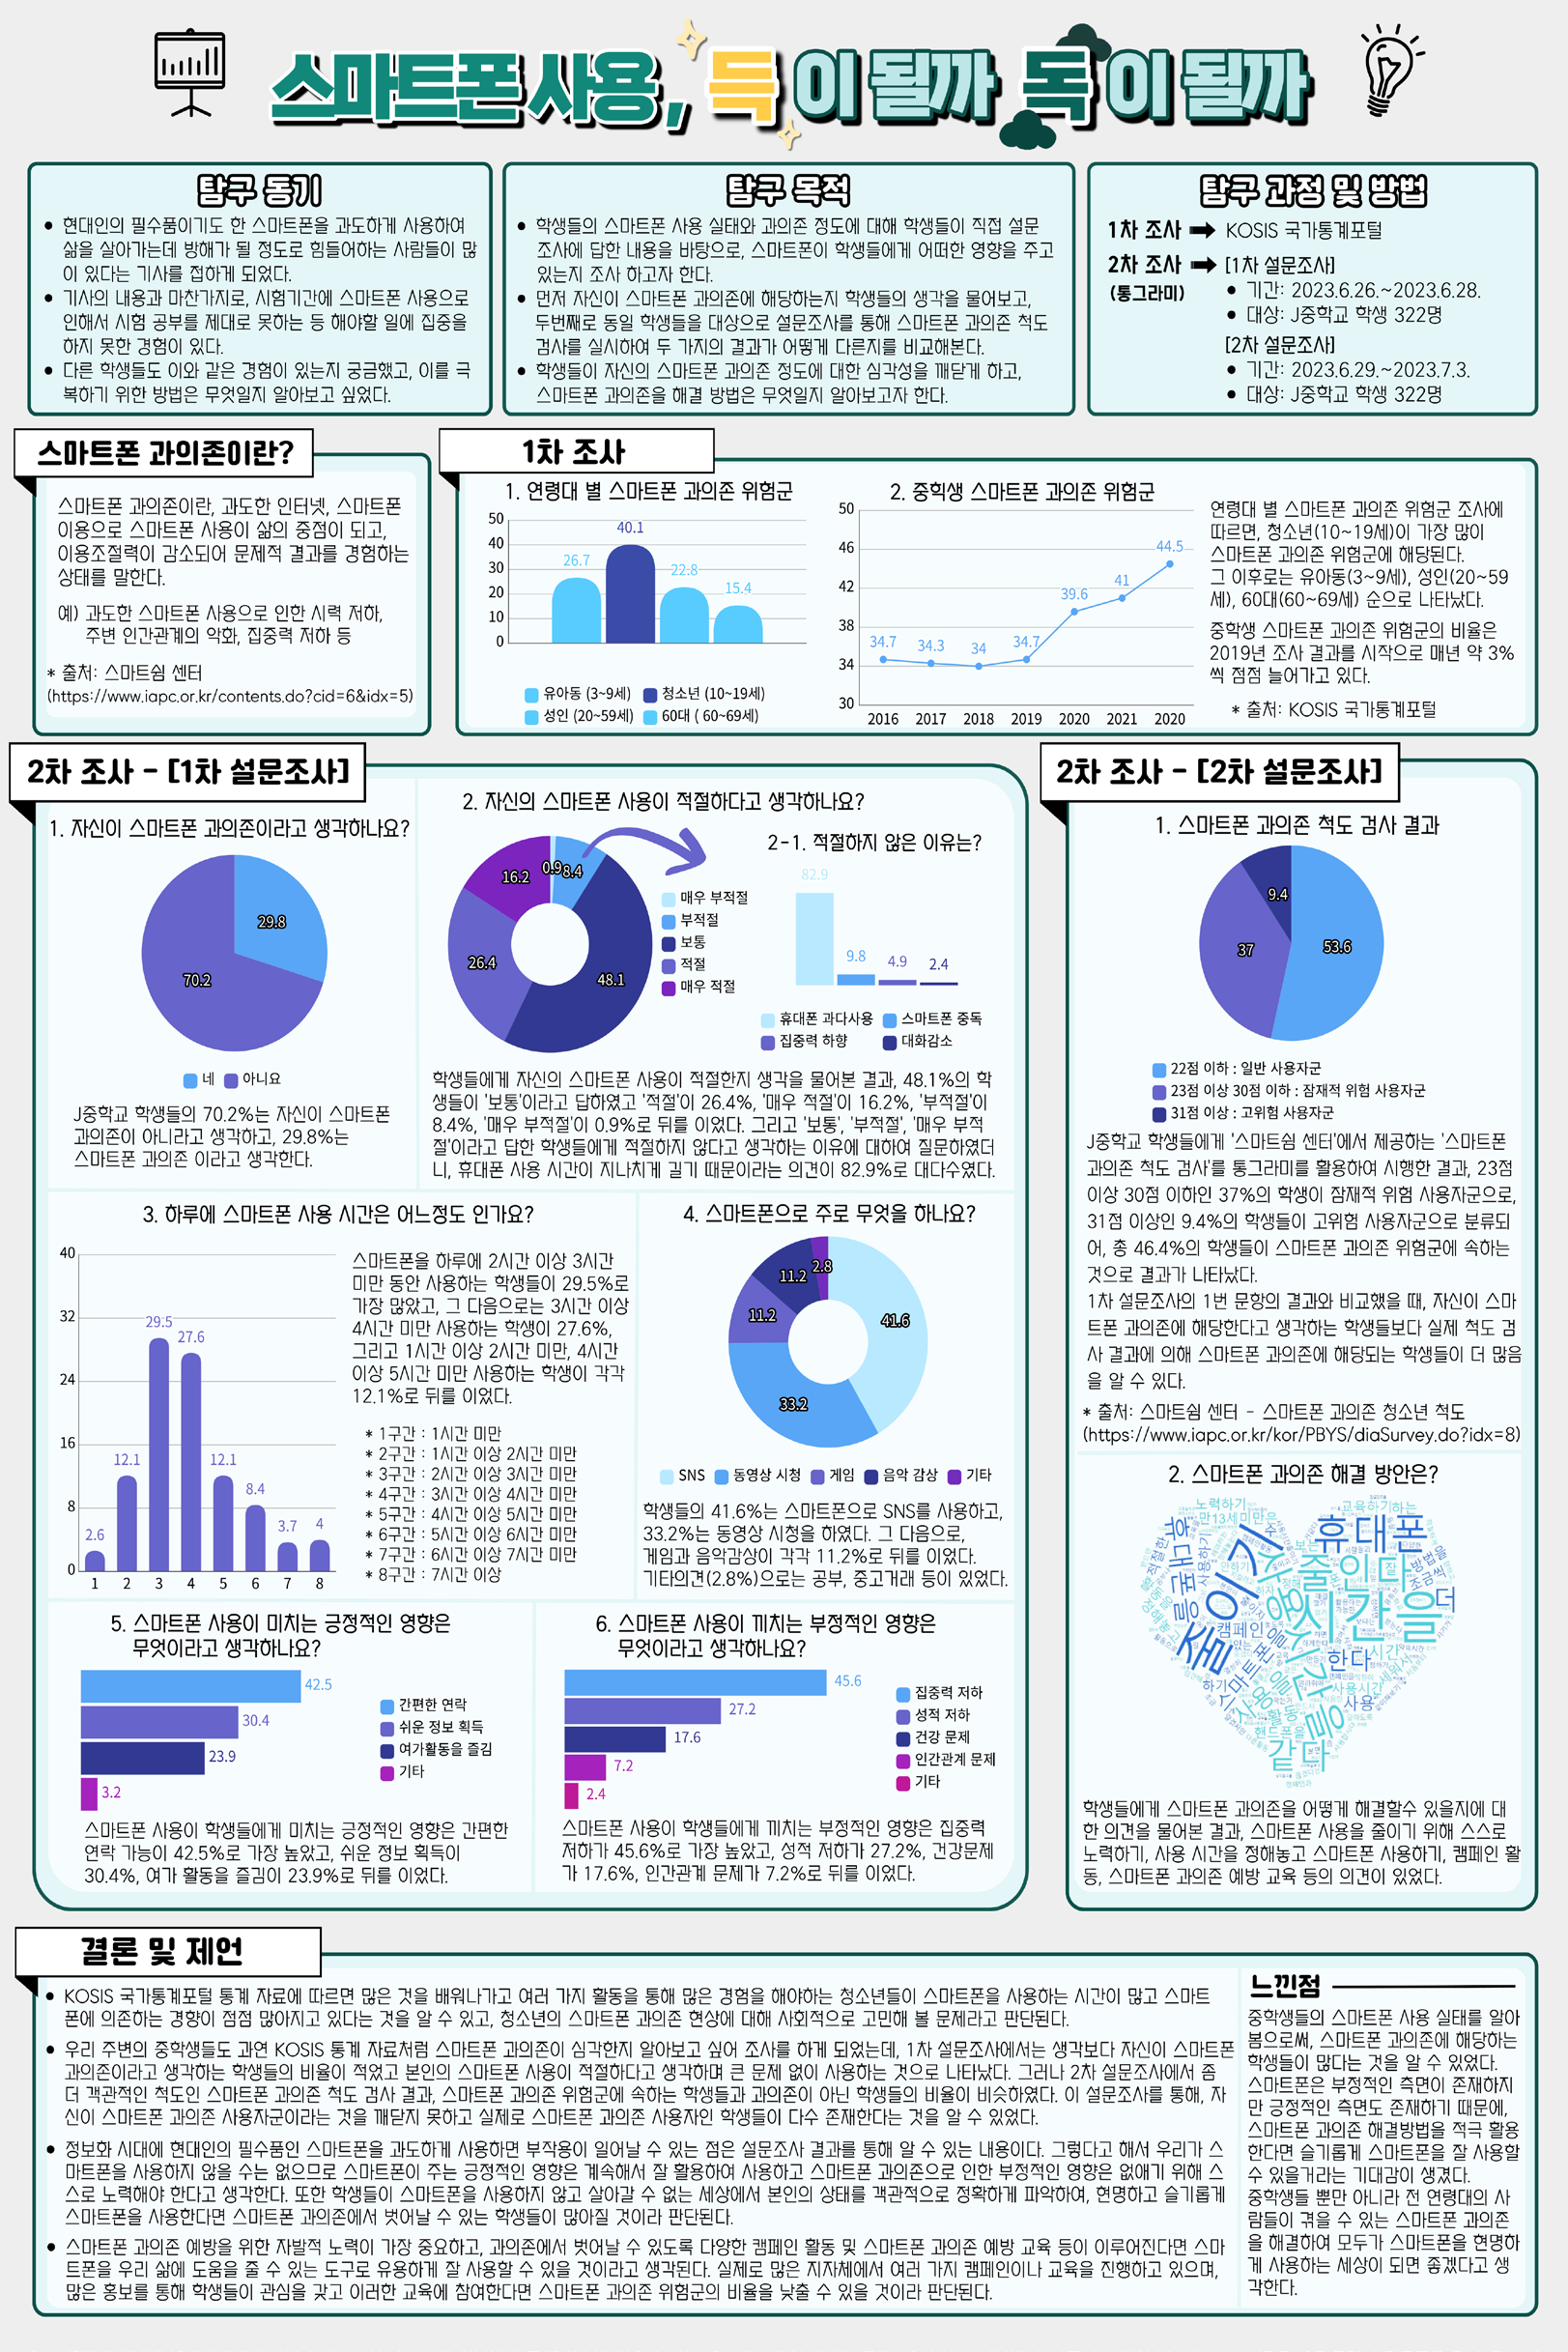 스마트폰 사용, 득이 될까 독이 될까
탐구 동기
• 현대인의 필수품이기도 한 스마트폰을 과도하게 사용하여
삶을 살아가는데 방해가 될 정도로 힘들어하는 사람들이 많
이 있다는 기사를 접하게 되었다.
• 기사의 내용과 마찬가지로, 시험기간에 스마트폰 사용으로
인해서 시험 공부를 제대로 못하는 등 해야할 일에 집중을
하지 못한 경험이 있다.
• 다른 학생들도 이와 같은 경험이 있는지 궁금했고, 이를 극
복하기 위한 방법은 무엇일지 알아보고 싶었다.
탐구 목적
• 학생들의 스마트폰 사용 실태와 과의존 정도에 대해 학생들이 직접 설문
조사에 답한 내용을 바탕으로, 스마트폰이 학생들에게 어떠한 영향을 주고
있는지 조사 하고자 한다.
• 먼저 자신이 스마트폰 과의존에 해당하는지 학생들의 생각을 물어보고,
두번째로 동일 학생들을 대상으로 설문조사를 통해 스마트폰 과의존 척도
검사를 실시하여 두 가지의 결과가 어떻게 다른지를 비교해본다.
• 학생들이 자신의 스마트폰 과의존 정도에 대한 심각성을 깨닫게 하고,
스마트폰 과의존을 해결 방법은 무엇일지 알아보고자 한다.
탐구 과정 및 방법
1차 조사 ➡ KOSIS 국가통계포털
2차 조사 ➡ [1차 설문조사]
(통그라미)
• 기간: 2023.6.26.~2023.6.28.
• 대상: J중학교 학생 322명
[2차 설문조사]
• 기간: 2023.6.29.~2023.7.3.
• 대상: J중학교 학생 322명
스마트폰 과의존이란?
스마트폰 과의존이란, 과도한 인터넷, 스마트폰
이용으로 스마트폰 사용이 삶의 중점이 되고,
이용조절력이 감소되어 문제적 결과를 경험하는
상태를 말한다.
예) 과도한 스마트폰 사용으로 인한 시력 저하,
주변 인간관계의 악화, 집중력 저하 등
* 출처: 스마트쉼 센터
(https://www.iapc.or.kr/contents.do?cid=6&idx=5)
1차 조사
1. 연령대 별 스마트폰 과의존 위험군
50
40
30
20
10
0
26.7
40.1
22.8
15.4
유아동 (3~9세) 청소년 (10~19세)
성인 (20~59세) 60대 ( 60~69세)
2. 중학생 스마트폰 과의존 위험군
50
46
42
38
34
30
34.7 34.3 34 34.7 39.6 41 44.5
2016 2017 2018 2019 2020 2021 2020
연령대 별 스마트폰 과의존 위험군 조사에
따르면, 청소년(10~19세)이 가장 많이
스마트폰 과의존 위험군에 해당된다.
그 이후로는 유아동(3~9세), 성인(20~59
세), 60대(60~69세) 순으로 나타났다.
중학생 스마트폰 과의존 위험군의 비율은
2019년 조사 결과를 시작으로 매년 약 3%
씩 점점 늘어가고 있다.
* 출처: KOSIS 국가통계포털
2차 조사 - [1차 설문조사]
1. 자신이 스마트폰 과의존이라고 생각하나요?
29.8
70.2
네 아니요
J중학교 학생들의 70.2%는 자신이 스마트폰
과의존이 아니라고 생각하고, 29.8%는
스마트폰 과의존 이라고 생각한다.
2. 자신의 스마트폰 사용이 적절하다고 생각하나요?
0.9
8.4
16.2
26.4
48.1
매우 부적절
부적절
보통
적절
매우 적절
2-1. 적절하지 않은 이유는?
82.9
9.8
4.9
2.4
휴대폰 과다사용 스마트폰 중독
집중력 하향 대화감소
학생들에게 자신의 스마트폰 사용이 적절한지 생각을 물어본 결과, 48.1%의 학
생들이 '보통'이라고 답하였고 '적절'이 26.4%, '매우 적절'이 16.2%, '부적절'이
8.4%, '매우 부적절'이 0.9%로 뒤를 이었다. 그리고 '보통', '부적절', '매우 부적
절'이라고 답한 학생들에게 적절하지 않다고 생각하는 이유에 대하여 질문하였더
니, 휴대폰 사용 시간이 지나치게 길기 때문이라는 의견이 82.9%로 대다수였다.
3. 하루에 스마트폰 사용 시간은 어느정도 인가요?
40
32
24
16
8
0
2.6
12.1
29.5
27.6
12.1
8.4
3.7
4
1 2 3 4 5 6 7 8
스마트폰을 하루에 2시간 이상 3시간
미만 동안 사용하는 학생들이 29.5%로
가장 많았고, 그 다음으로는 3시간 이상
4시간 미만 사용하는 학생이 27.6%,
그리고 1시간 이상 2시간 미만, 4시간
이상 5시간 미만 사용하는 학생이 각각
12.1%로 뒤를 이었다.
* 1구간 : 1시간 미만
* 2구간 : 1시간 이상 2시간 미만
* 3구간 : 2시간 이상 3시간 미만
* 4구간 : 3시간 이상 4시간 미만
* 5구간 : 4시간 이상 5시간 미만
* 6구간 : 5시간 이상 6시간 미만
* 7구간 : 6시간 이상 7시간 미만
* 8구간 : 7시간 이상
4. 스마트폰으로 주로 무엇을 하나요?
2.8
11.2
11.2
41.6
33.2
SNS 동영상 시청 게임 음악 감상 기타
학생들의 41.6%는 스마트폰으로 SNS를 사용하고,
33.2%는 동영상 시청을 하였다. 그 다음으로,
게임과 음악감상이 각각 11.2%로 뒤를 이었다.
기타의견(2.8%)으로는 공부, 중고거래 등이 있었다.
5. 스마트폰 사용이 미치는 긍정적인 영향은
무엇이라고 생각하나요?
42.5
30.4
23.9
3.2
간편한 연락
쉬운 정보 획득
여가활동을 즐김
기타
스마트폰 사용이 학생들에게 미치는 긍정적인 영향은 간편한
연락 가능이 42.5%로 가장 높았고, 쉬운 정보 획득이
30.4%, 여가 활동을 즐김이 23.9%로 뒤를 이었다.
6. 스마트폰 사용이 끼치는 부정적인 영향은
무엇이라고 생각하나요?
45.6
27.2
17.6
7.2
2.4
집중력 저하
성적 저하
건강 문제
인간관계 문제
기타
스마트폰 사용이 학생들에게 끼치는 부정적인 영향은 집중력
저하가 45.6%로 가장 높았고, 성적 저하가 27.2%, 건강문제
가 17.6%, 인간관계 문제가 7.2%로 뒤를 이었다.
2차 조사 - [2차 설문조사]
1. 스마트폰 과의존 척도 검사 결과
9.4
37
53.6
22점 이하 : 일반 사용자군
23점 이상 30점 이하 : 잠재적 위험 사용자군
31점 이상 : 고위험 사용자군
J중학교 학생들에게 '스마트쉼 센터'에서 제공하는 '스마트폰
과의존 척도 검사'를 통그라미를 활용하여 시행한 결과, 23점
이상 30점 이하인 37%의 학생이 잠재적 위험 사용자군으로,
31점 이상인 9.4%의 학생들이 고위험 사용자군으로 분류되
어, 총 46.4%의 학생들이 스마트폰 과의존 위험군에 속하는
것으로 결과가 나타났다.
1차 설문조사의 1번 문항의 결과와 비교했을 때, 자신이 스마
트폰 과의존에 해당한다고 생각하는 학생들보다 실제 척도 검
사 결과에 의해 스마트폰 과의존에 해당되는 학생들이 더 많음
을 알 수 있다.
* 출처: 스마트쉼 센터 - 스마트폰 과의존 청소년 척도
(https://www.iapc.or.kr/kor/PBYS/diaSurvey.do?idx=8)
2. 스마트폰 과의존 해결 방안은?
노력하기
교육하기하는
만13세미만은
휴대폰
줄이기
줄인다
시간을
더
캠페인
한다
시간
스마트폰
사용시간
사용
하기
활동
핸드폰을
같다
학생들에게 스마트폰 과의존을 어떻게 해결할수 있을지에 대
한 의견을 물어본 결과, 스마트폰 사용을 줄이기 위해 스스로
노력하기, 사용 시간을 정해놓고 스마트폰 사용하기, 캠페인 활
동, 스마트폰 과의존 예방 교육 등의 의견이 있었다.
결론 및 제언
• KOSIS 국가통계포털 통계 자료에 따르면 많은 것을 배워나가고 여러 가지 활동을 통해 많은 경험을 해야하는 청소년들이 스마트폰을 사용하는 시간이 많고 스마트
폰에 의존하는 경향이 점점 많아지고 있다는 것을 알 수 있고, 청소년의 스마트폰 과의존 현상에 대해 사회적으로 고민해 볼 문제라고 판단된다.
• 우리 주변의 중학생들도 과연 KOSIS 통계 자료처럼 스마트폰 과의존이 심각한지 알아보고 싶어 조사를 하게 되었는데, 1차 설문조사에서는 생각보다 자신이 스마트폰
과의존이라고 생각하는 학생들의 비율이 적었고 본인의 스마트폰 사용이 적절하다고 생각하며 큰 문제 없이 사용하는 것으로 나타났다. 그러나 2차 설문조사에서 좀
더 객관적인 척도인 스마트폰 과의존 척도 검사 결과, 스마트폰 과의존 위험군에 속하는 학생들과 과의존이 아닌 학생들의 비율이 비슷하였다. 이 설문조사를 통해, 자
신이 스마트폰 과의존 사용자군이라는 것을 깨닫지 못하고 실제로 스마트폰 과의존 사용자인 학생들이 다수 존재한다는 것을 알 수 있었다.
• 정보화 시대에 현대인의 필수품인 스마트폰을 과도하게 사용하면 부작용이 일어날 수 있는 점은 설문조사 결과를 통해 알 수 있는 내용이다. 그렇다고 해서 우리가 스
마트폰을 사용하지 않을 수는 없으므로 스마트폰이 주는 긍정적인 영향은 계속해서 잘 활용하여 사용하고 스마트폰 과의존으로 인한 부정적인 영향은 없애기 위해 스
스로 노력해야 한다고 생각한다. 또한 학생들이 스마트폰을 사용하지 않고 살아갈 수 없는 세상에서 본인의 상태를 객관적으로 정확하게 파악하여, 현명하고 슬기롭게
스마트폰을 사용한다면 스마트폰 과의존에서 벗어날 수 있는 학생들이 많아질 것이라 판단된다.
• 스마트폰 과의존 예방을 위한 자발적 노력이 가장 중요하고, 과의존에서 벗어날 수 있도록 다양한 캠페인 활동 및 스마트폰 과의존 예방 교육 등이 이루어진다면 스마
트폰을 우리 삶에 도움을 줄 수 있는 도구로 유용하게 잘 사용할 수 있을 것이라고 생각된다. 실제로 많은 지자체에서 여러 가지 캠페인이나 교육을 진행하고 있으며,
많은 홍보를 통해 학생들이 관심을 갖고 이러한 교육에 참여한다면 스마트폰 과의존 위험군의 비율을 낮출 수 있을 것이라 판단된다.
느낀점
중학생들의 스마트폰 사용 실태를 알아
봄으로써, 스마트폰 과의존에 해당하는
학생들이 많다는 것을 알 수 있었다.
스마트폰은 부정적인 측면이 존재하지
만 긍정적인 측면도 존재하기 때문에,
스마트폰 과의존 해결방법을 적극 활용
한다면 슬기롭게 스마트폰을 잘 사용할
수 있을거라는 기대감이 생겼다.
중학생들 뿐만 아니라 전 연령대의 사
람들이 겪을 수 있는 스마트폰 과의존
을 해결하여 모두가 스마트폰을 현명하
게 사용하는 세상이 되면 좋겠다고 생
각한다.